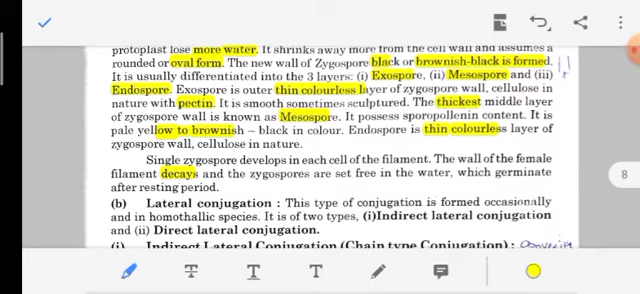 protoplast lose more water. It shrinks away more from the cell wall and assumes a
rounded or oval form. The new wall of Zygospore black or brownish-black is formed.
It is usually differentiated into the 3 layers: (i) Exospore, (ii) Mesospore and (iii)
Endospore. Exospore is outer thin colourless layer of zygospore wall, cellulose in
nature with pectin. It is smooth sometimes sculptured. The thickest middle layer
of zygospore wall is known as Mesospore. It possess sporopollenin content. It is
pale yellow to brownish – black in colour. Endospore is thin colourless layer of
zygospore wall, cellulose in nature.
Single zygospore develops in each cell of the filament. The wall of the female
filament decays and the zygospores are set free in the water, which germinate
after resting period.
8
(b) Lateral conjugation : This type of conjugation is formed occasionally
and in homothallic species. It is of two types, (i)Indirect lateral conjugation
and (ii) Direct lateral conjugation.
(i) Indirect Lateral Conjugation (Chain type Conjugation) :
T T T